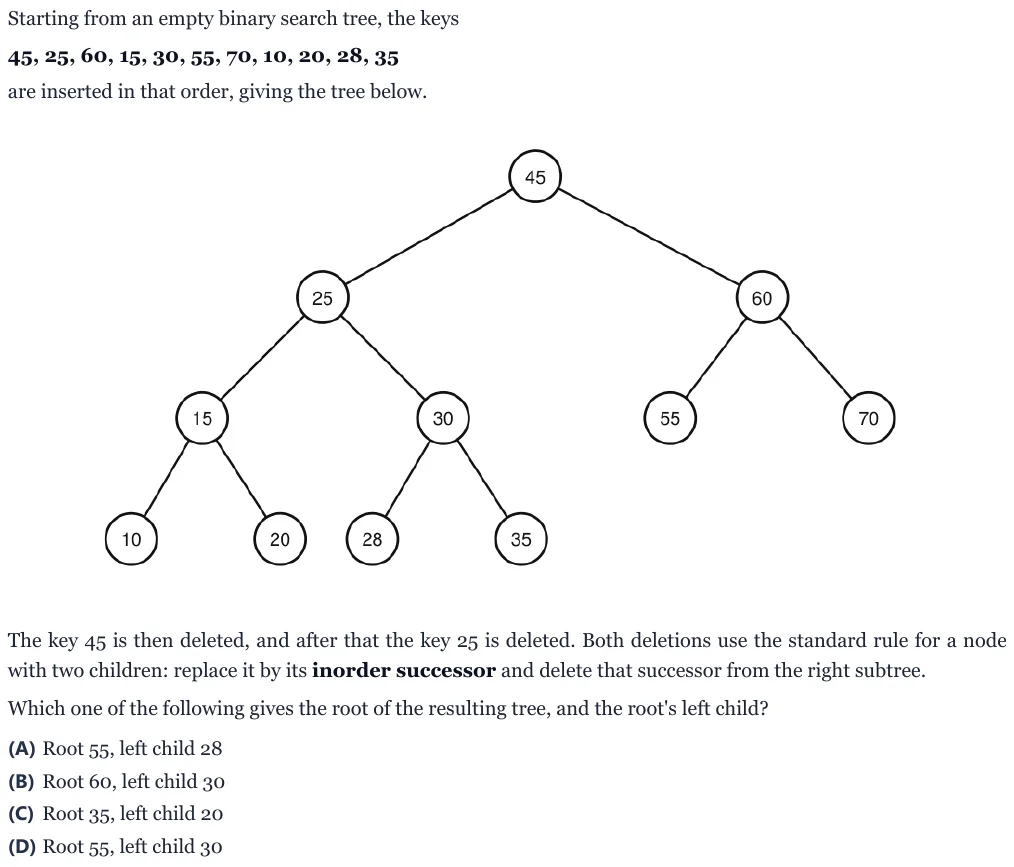 Starting from an empty binary search tree, the keys
45, 25, 60, 15, 30, 55, 70, 10, 20, 28, 35
are inserted in that order, giving the tree below.
45
25
60
15
30
55
70
10
20
28
35
The key 45 is then deleted, and after that the key 25 is deleted. Both deletions use the standard rule for a node
with two children: replace it by its inorder successor and delete that successor from the right subtree.
Which one of the following gives the root of the resulting tree, and the root's left child?
(A) Root 55, left child 28
(B) Root 60, left child 30
(C) Root 35, left child 20
(D) Root 55, left child 30